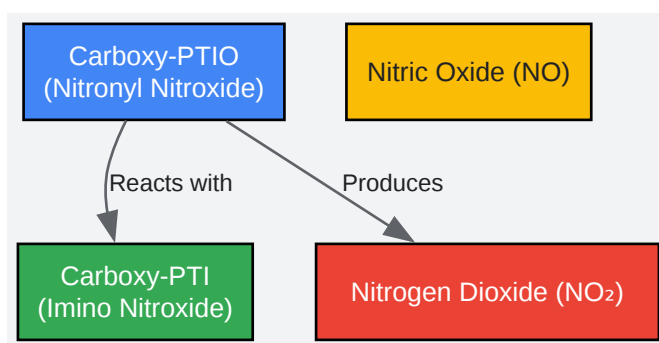 Carboxy-PTIO
(Nitronyl Nitroxide)
Nitric Oxide (NO)
Reacts with
Produces
Carboxy-PTI
(Imino Nitroxide)
Nitrogen Dioxide (NO₂)